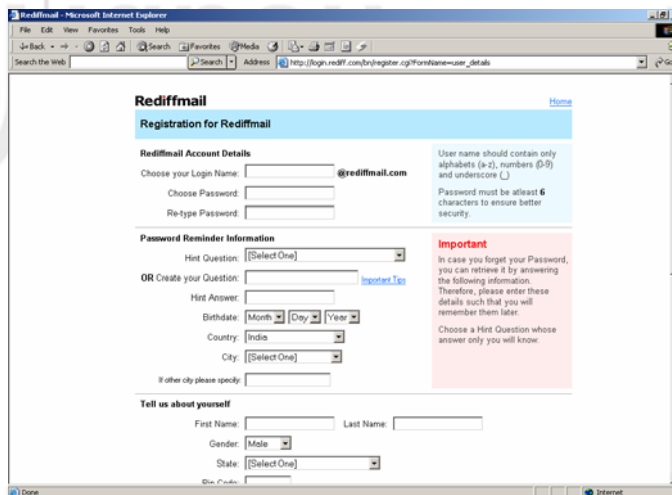 Rediffmail - Microsoft Internet Explorer
File Edit View Favorites Tools Help
Back Search Favorites Media
Search the Web Search Address http://login.rediff.com/bn/register.cgi?FormName=user_details Go
Rediffmail Home
Registration for Rediffmail
Rediffmail Account Details
Choose your Login Name: @rediffmail.com
Choose Password:
Re-type Password:
User name should contain only
alphabets (a-z), numbers (0-9)
and underscore (_)
Password must be atleast 6
characters to ensure better
security.
Password Reminder Information
Hint Question: [Select One]
OR Create your Question: Important Tips
Hint Answer:
Birthdate: Month Day Year
Country: India
City: [Select One]
If other city please specify:
Important
In case you forget your Password,
you can retrieve it by answering
the following information.
Therefore, please enter these
details such that you will
remember them later.
Choose a Hint Question whose
answer only you will know.
Tell us about yourself
First Name: Last Name:
Gender: Male
State: [Select One]
Pin Code:
Done Internet